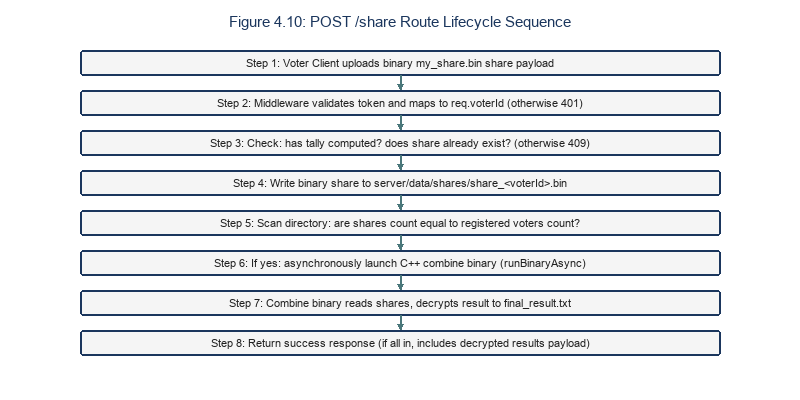 Figure 4.10: POST /share Route Lifecycle Sequence
Step 1: Voter Client uploads binary my_share.bin share payload
Step 2: Middleware validates token and maps to req.voterId (otherwise 401)
Step 3: Check: has tally computed? does share already exist? (otherwise 409)
Step 4: Write binary share to server/data/shares/share_<voterId>.bin
Step 5: Scan directory: are shares count equal to registered voters count?
Step 6: If yes: asynchronously launch C++ combine binary (runBinaryAsync)
Step 7: Combine binary reads shares, decrypts result to final_result.txt
Step 8: Return success response (if all in, includes decrypted results payload)